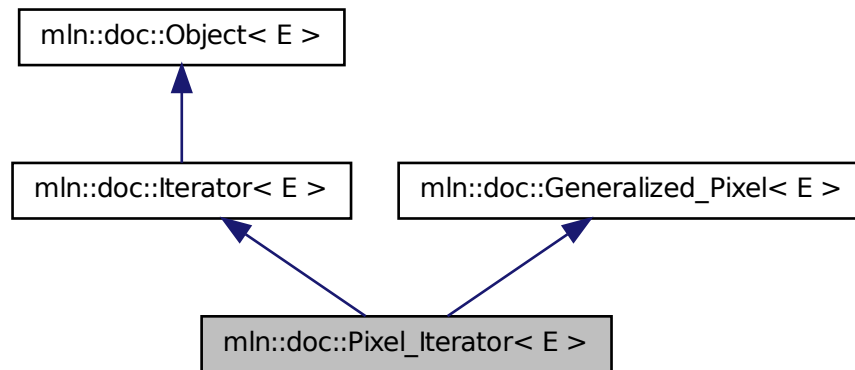 mln::doc::Object< E >
mln::doc::Iterator< E >
mln::doc::Generalized_Pixel< E >
mln::doc::Pixel_Iterator< E >